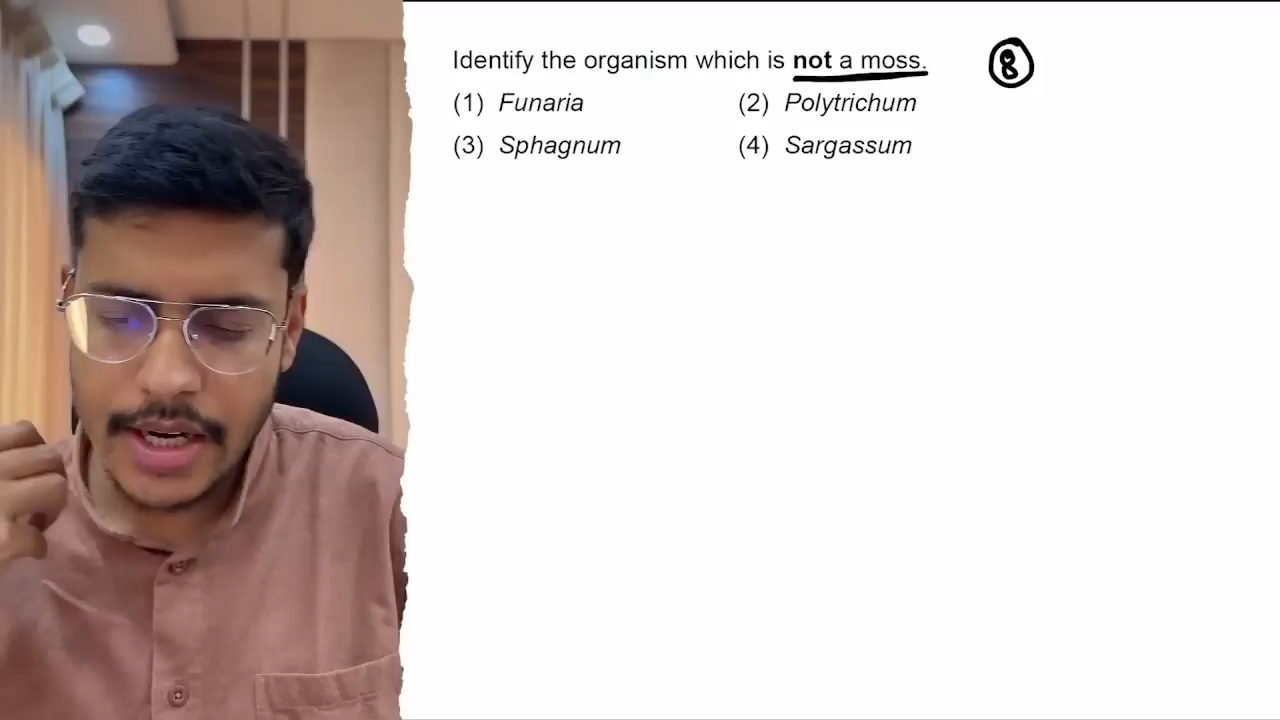 Identify the organism which is not a moss. 8
(1) Funaria (2) Polytrichum
(3) Sphagnum (4) Sargassum